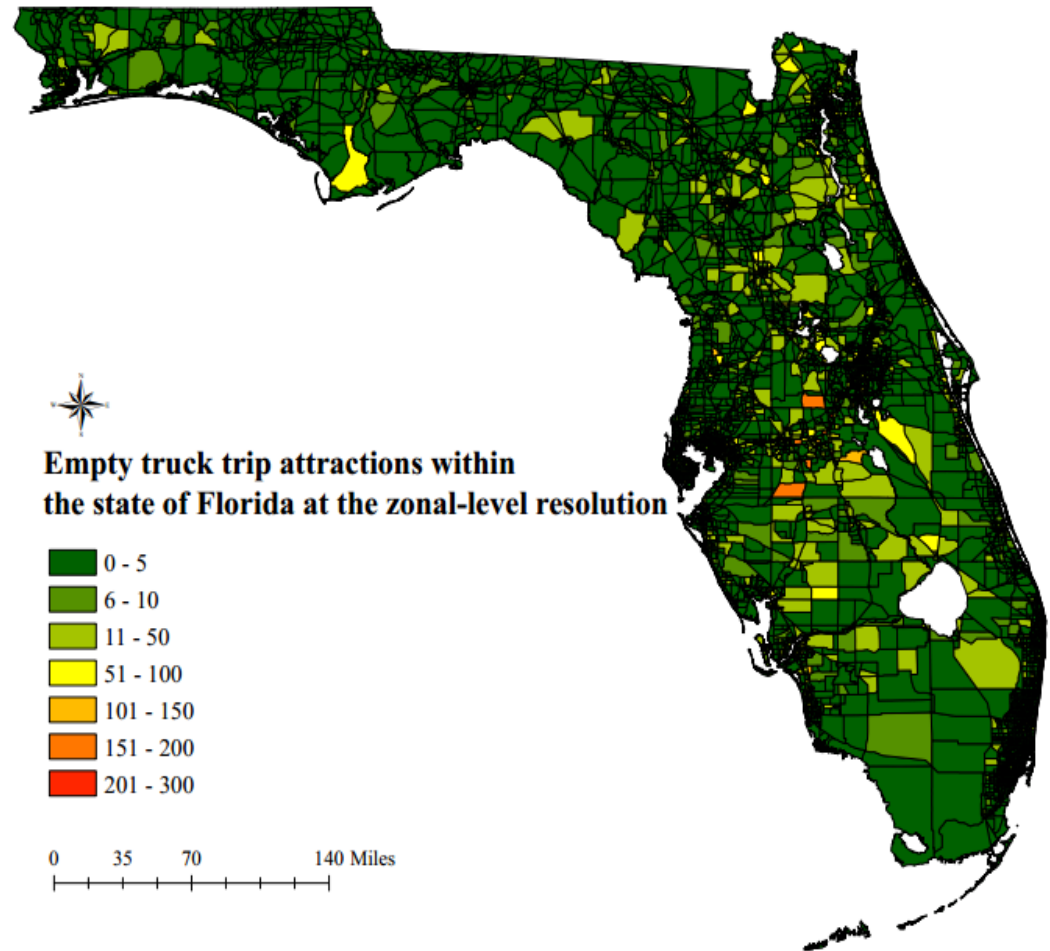 Empty truck trip attractions within
the state of Florida at the zonal-level resolution
0 - 5
6 - 10
11 - 50
51 - 100
101 - 150
151 - 200
201 - 300
0 35 70 140 Miles